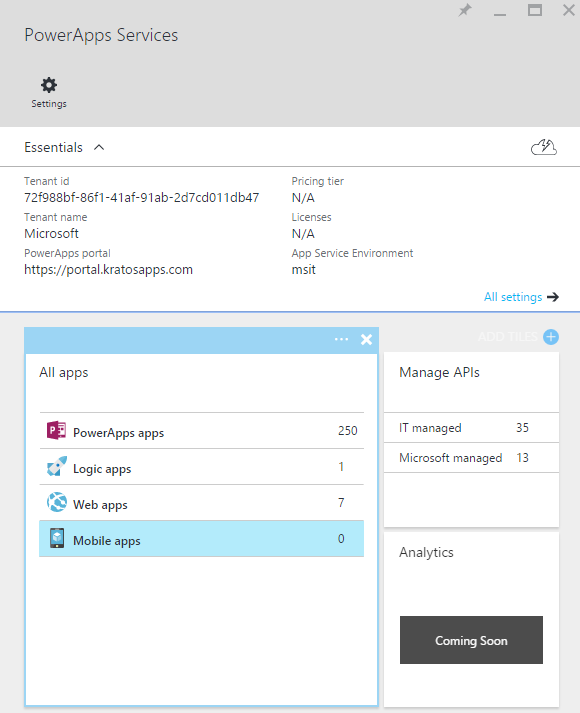 PowerApps Services
Settings
Essentials
Tenant id
72f988bf-86f1-41af-91ab-2d7cd011db47
Tenant name
Microsoft
PowerApps portal
https://portal.kratosapps.com
Pricing tier
N/A
Licenses
N/A
App Service Environment
msit
All settings
ADD TILES
All apps
PowerApps apps 250
Logic apps 1
Web apps 7
Mobile apps 0
Manage APIs
IT managed 35
Microsoft managed 13
Analytics
Coming Soon